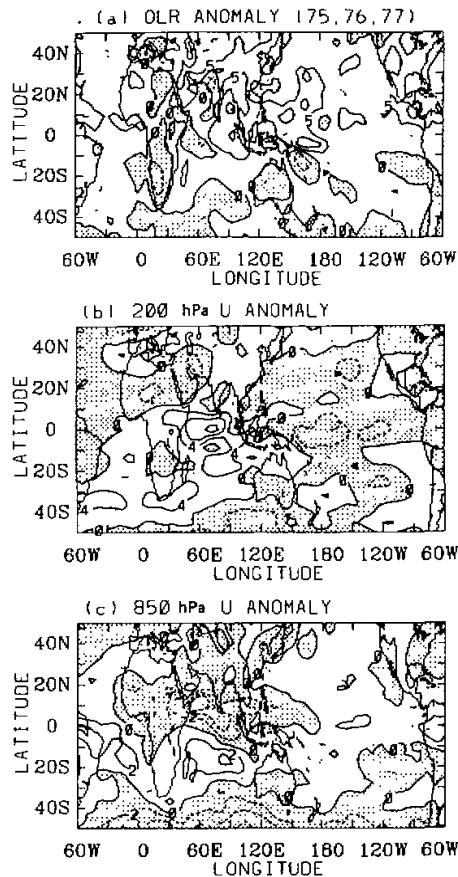 . (a) OLR ANOMALY (75,76,77)
LATITUDE
40N
20N
0
20S
40S
60W 0 60E 120E 180 120W 60W
LONGITUDE
(b) 200 hPa U ANOMALY
LATITUDE
40N
20N
0
20S
40S
60W 0 60E 120E 180 120W 60W
LONGITUDE
(c) 850 hPa U ANOMALY
LATITUDE
40N
20N
0
20S
40S
60W 0 60E 120E 180 120W 60W
LONGITUDE